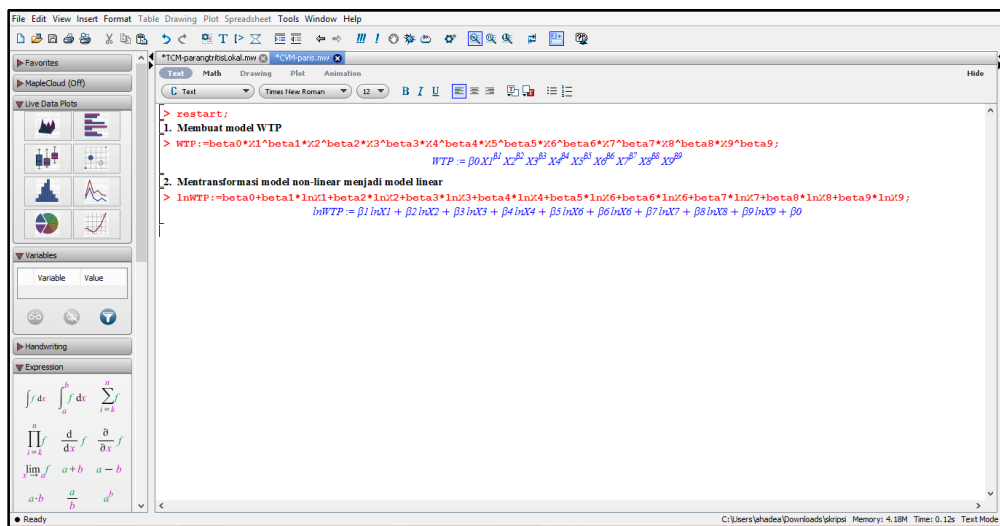 File Edit View Insert Format Table Drawing Plot Spreadsheet Tools Window Help
Favorites
MapleCloud (Off)
Live Data Plots
Variables
Variable Value
Handwriting
Expression
∫f dx ∫_a^b f dx ∑_{i=k}^n f
∏_{i=k}^n f d/dx f ∂/∂x f
lim_{x→a} f a+b a−b
a·b a/b a^b
*TCM-parangtritisLokal.mw *CVM-paris.mw
Text Math Drawing Plot Animation Hide
C Text Times New Roman 12 B I U
> restart;
1. Membuat model WTP
> WTP:=beta0*X1^beta1*X2^beta2*X3^beta3*X4^beta4*X5^beta5*X6^beta6*X7^beta7*X8^beta8*X9^beta9;
WTP := β0 X1^β1 X2^β2 X3^β3 X4^β4 X5^β5 X6^β6 X7^β7 X8^β8 X9^β9
2. Mentransformasi model non-linear menjadi model linear
> lnWTP:=beta0+beta1*lnX1+beta2*lnX2+beta3*lnX3+beta4*lnX4+beta5*lnX6+beta6*lnX6+beta7*lnX7+beta8*lnX8+beta9*lnX9;
lnWTP := β1 lnX1 + β2 lnX2 + β3 lnX3 + β4 lnX4 + β5 lnX6 + β6 lnX6 + β7 lnX7 + β8 lnX8 + β9 lnX9 + β0
Ready C:\Users\ahadea\Downloads\skripsi Memory: 4.18M Time: 0.12s Text Mode